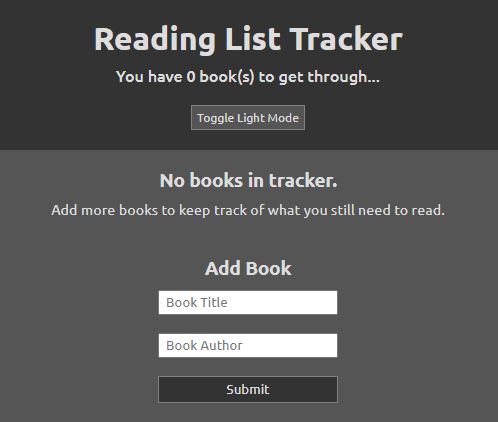 Reading List Tracker
You have 0 book(s) to get through...
Toggle Light Mode
No books in tracker.
Add more books to keep track of what you still need to read.
Add Book
Book Title
Book Author
Submit